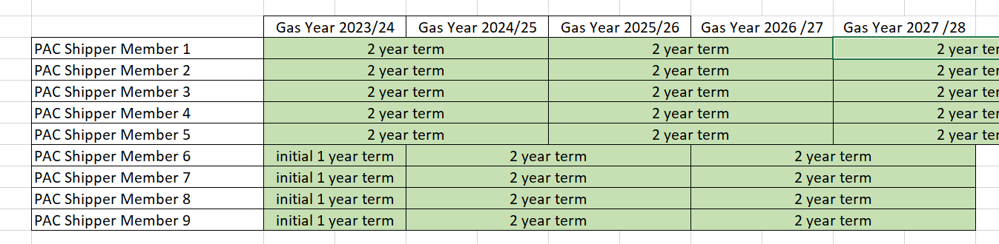 Gas Year 2023/24 Gas Year 2024/25 Gas Year 2025/26 Gas Year 2026 /27 Gas Year 2027 /28
PAC Shipper Member 1 2 year term 2 year term 2 year ter
PAC Shipper Member 2 2 year term 2 year term 2 year ter
PAC Shipper Member 3 2 year term 2 year term 2 year ter
PAC Shipper Member 4 2 year term 2 year term 2 year ter
PAC Shipper Member 5 2 year term 2 year term 2 year ter
PAC Shipper Member 6 initial 1 year term 2 year term 2 year term
PAC Shipper Member 7 initial 1 year term 2 year term 2 year term
PAC Shipper Member 8 initial 1 year term 2 year term 2 year term
PAC Shipper Member 9 initial 1 year term 2 year term 2 year term